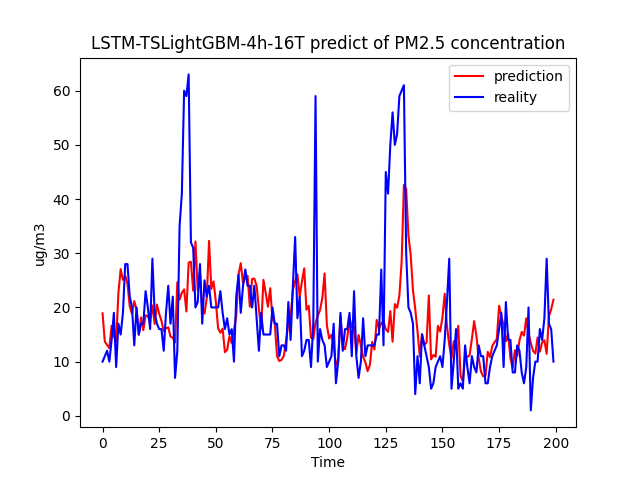 LSTM-TSLightGBM-4h-16T predict of PM2.5 concentration
prediction
reality
ug/m3
60
50
40
30
20
10
0
0 25 50 75 100 125 150 175 200
Time